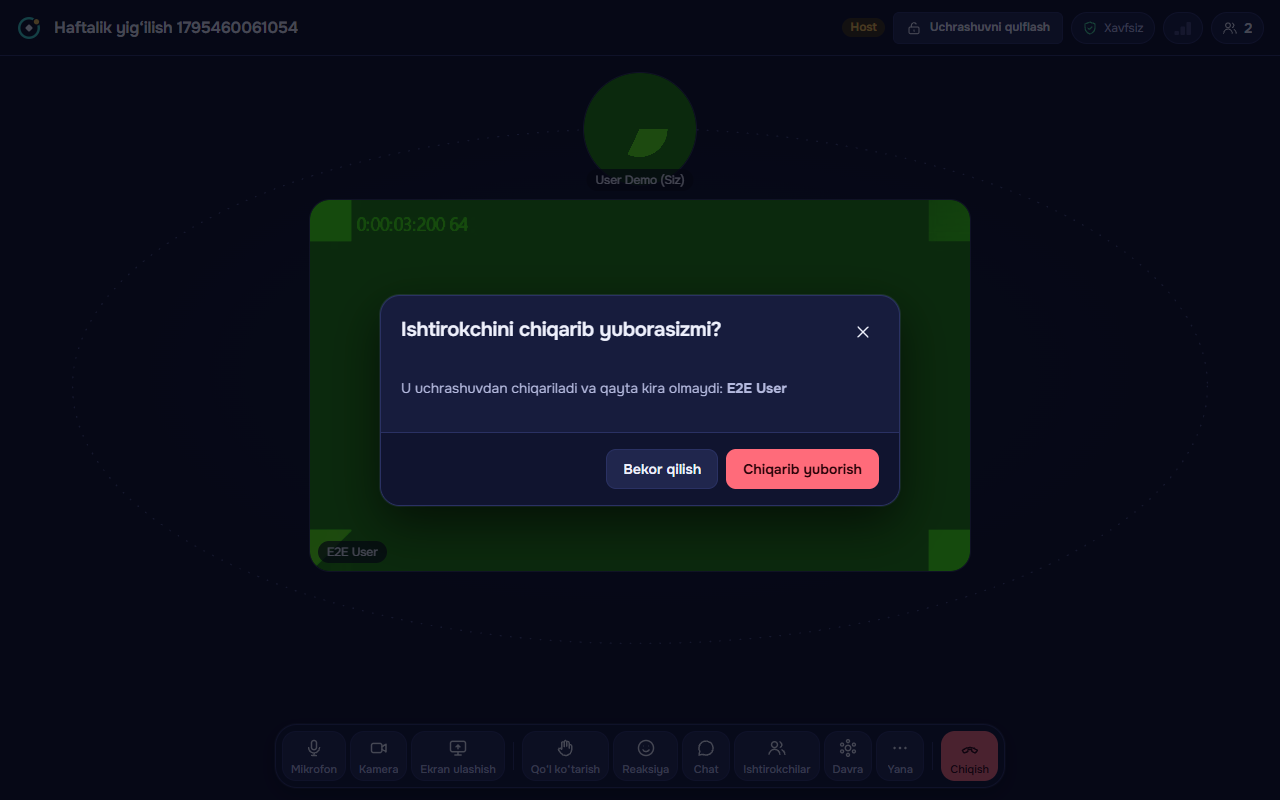 Haftalik yig‘ilish 1795460061054
Host
Uchrashuvni qulflash
Xavfsiz
2
User Demo (Siz)
0:00:03:200 64
Ishtirokchini chiqarib yuborasizmi?
U uchrashuvdan chiqariladi va qayta kira olmaydi: E2E User
Bekor qilish
Chiqarib yuborish
E2E User
Mikrofon
Kamera
Ekran ulashish
Qo‘l ko‘tarish
Reaksiya
Chat
Ishtirokchilar
Davra
Yana
Chiqish